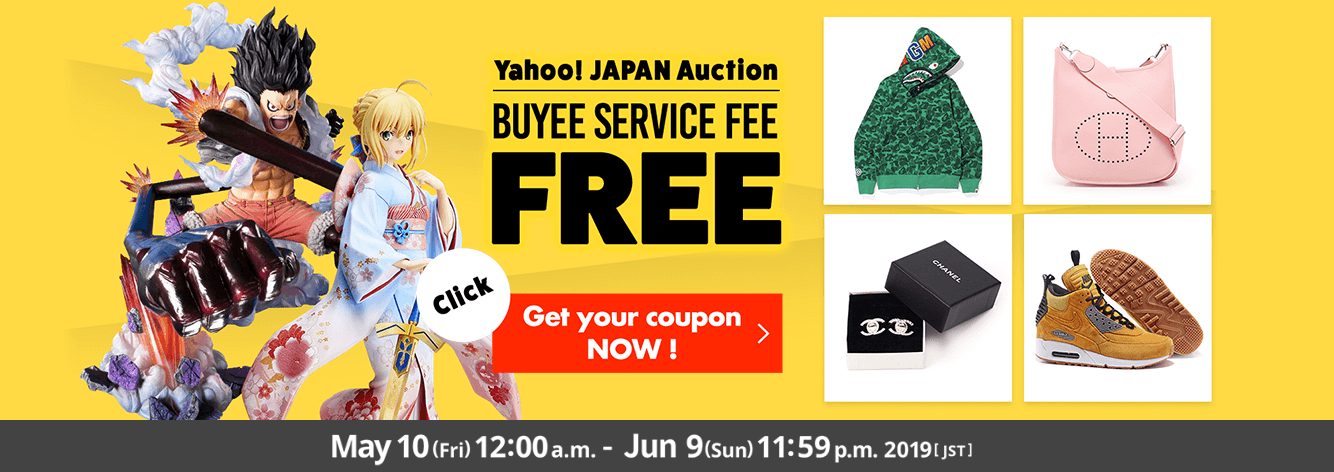 Yahoo! JAPAN Auction
BUYEE SERVICE FEE
FREE
Click
Get your coupon
NOW !
GM
H
CHANEL
May 10(Fri) 12:00 a.m. - Jun 9(Sun) 11:59 p.m. 2019[JST]